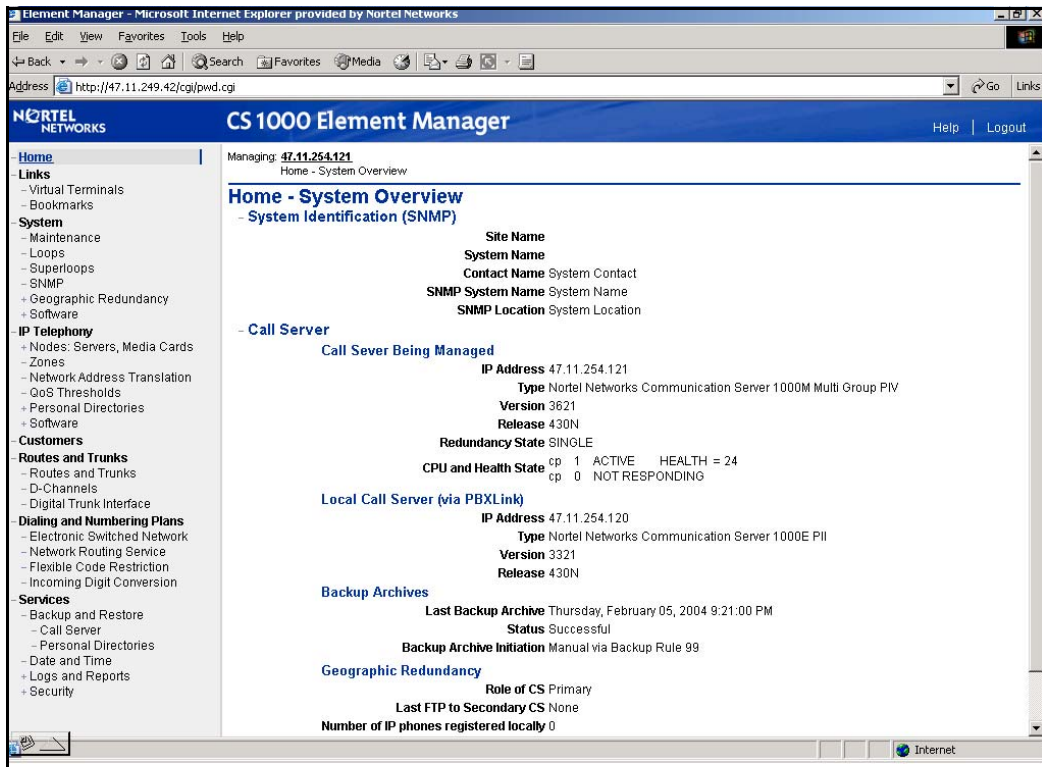 Element Manager - Microsoft Internet Explorer provided by Nortel Networks
File Edit View Favorites Tools Help
Back Search Favorites Media
Address http://47.11.249.42/cgi/pwd.cgi Go Links
NORTEL NETWORKS
CS 1000 Element Manager
Help | Logout
- Home
- Links
- Virtual Terminals
- Bookmarks
- System
- Maintenance
- Loops
- Superloops
- SNMP
+ Geographic Redundancy
+ Software
- IP Telephony
+ Nodes: Servers, Media Cards
- Zones
- Network Address Translation
- QoS Thresholds
+ Personal Directories
+ Software
- Customers
- Routes and Trunks
- Routes and Trunks
- D-Channels
- Digital Trunk Interface
- Dialing and Numbering Plans
- Electronic Switched Network
- Network Routing Service
- Flexible Code Restriction
- Incoming Digit Conversion
- Services
- Backup and Restore
- Call Server
- Personal Directories
- Date and Time
+ Logs and Reports
+ Security
Managing: 47.11.254.121
Home - System Overview
Home - System Overview
- System Identification (SNMP)
Site Name
System Name
Contact Name System Contact
SNMP System Name System Name
SNMP Location System Location
- Call Server
Call Sever Being Managed
IP Address 47.11.254.121
Type Nortel Networks Communication Server 1000M Multi Group PIV
Version 3621
Release 430N
Redundancy State SINGLE
CPU and Health State cp 1 ACTIVE HEALTH = 24
cp 0 NOT RESPONDING
Local Call Server (via PBXLink)
IP Address 47.11.254.120
Type Nortel Networks Communication Server 1000E PII
Version 3321
Release 430N
Backup Archives
Last Backup Archive Thursday, February 05, 2004 9:21:00 PM
Status Successful
Backup Archive Initiation Manual via Backup Rule 99
Geographic Redundancy
Role of CS Primary
Last FTP to Secondary CS None
Number of IP phones registered locally 0
Internet